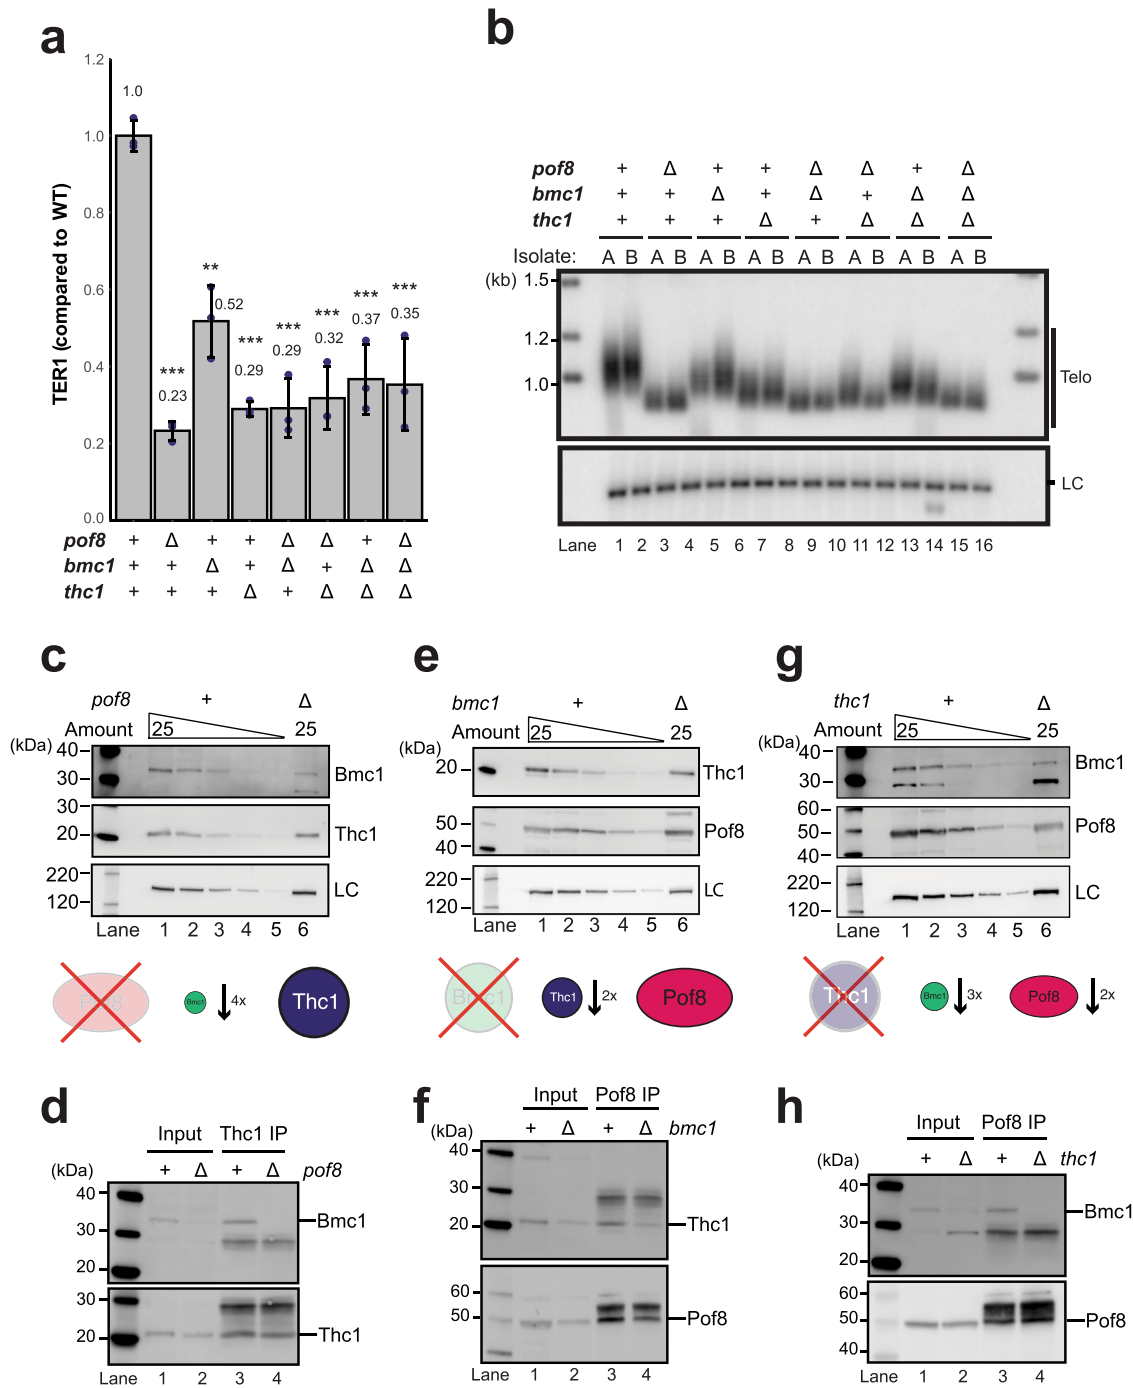 a
TER1 (compared to WT)
1.2
1.0
0.8
0.6
0.4
0.2
0.0
1.0
***
0.23
**
0.52
***
0.29
***
0.29
***
0.32
***
0.37
***
0.35
pof8 + Δ + + Δ Δ + Δ
bmc1 + + Δ + Δ + Δ Δ
thc1 + + + Δ + Δ Δ Δ
b
pof8 + Δ + + Δ Δ + Δ
bmc1 + + Δ + Δ + Δ Δ
thc1 + + + Δ + Δ Δ Δ
Isolate: A B A B A B A B A B A B A B A B
(kb) 1.5
1.2
1.0
Telo
LC
Lane 1 2 3 4 5 6 7 8 9 10 11 12 13 14 15 16
c
pof8 + Δ
Amount 25 25
(kDa)
40
30
Bmc1
30
20
Thc1
220
120
LC
Lane 1 2 3 4 5 6
Pof8 Bmc1 4x Thc1
e
bmc1 + Δ
Amount 25 25
(kDa)
20
Thc1
50
40
Pof8
220
120
LC
Lane 1 2 3 4 5 6
Bmc1 Thc1 2x Pof8
g
thc1 + Δ
Amount 25 25
(kDa)
40
30
Bmc1
60
50
40
Pof8
220
120
LC
Lane 1 2 3 4 5 6
Thc1 Bmc1 3x Pof8 2x
d
Input Thc1 IP
(kDa) + Δ + Δ pof8
40
30
20
Bmc1
30
20
Thc1
Lane 1 2 3 4
f
Input Pof8 IP
(kDa) + Δ + Δ bmc1
40
30
20
Thc1
60
50
Pof8
Lane 1 2 3 4
h
Input Pof8 IP
(kDa) + Δ + Δ thc1
40
30
20
Bmc1
60
50
40
Pof8
Lane 1 2 3 4